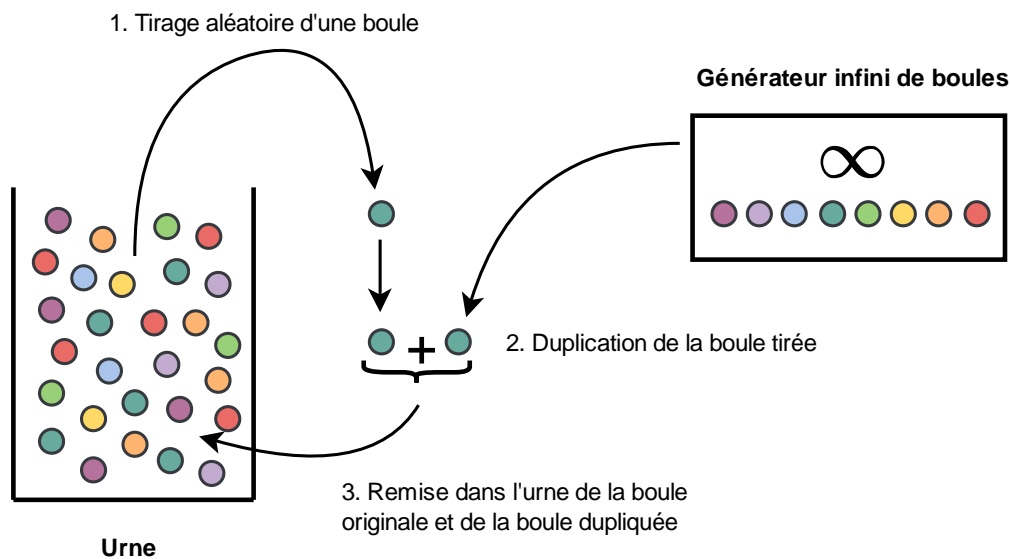 1. Tirage aléatoire d'une boule
Générateur infini de boules
∞
+
2. Duplication de la boule tirée
3. Remise dans l'urne de la boule
originale et de la boule dupliquée
Urne